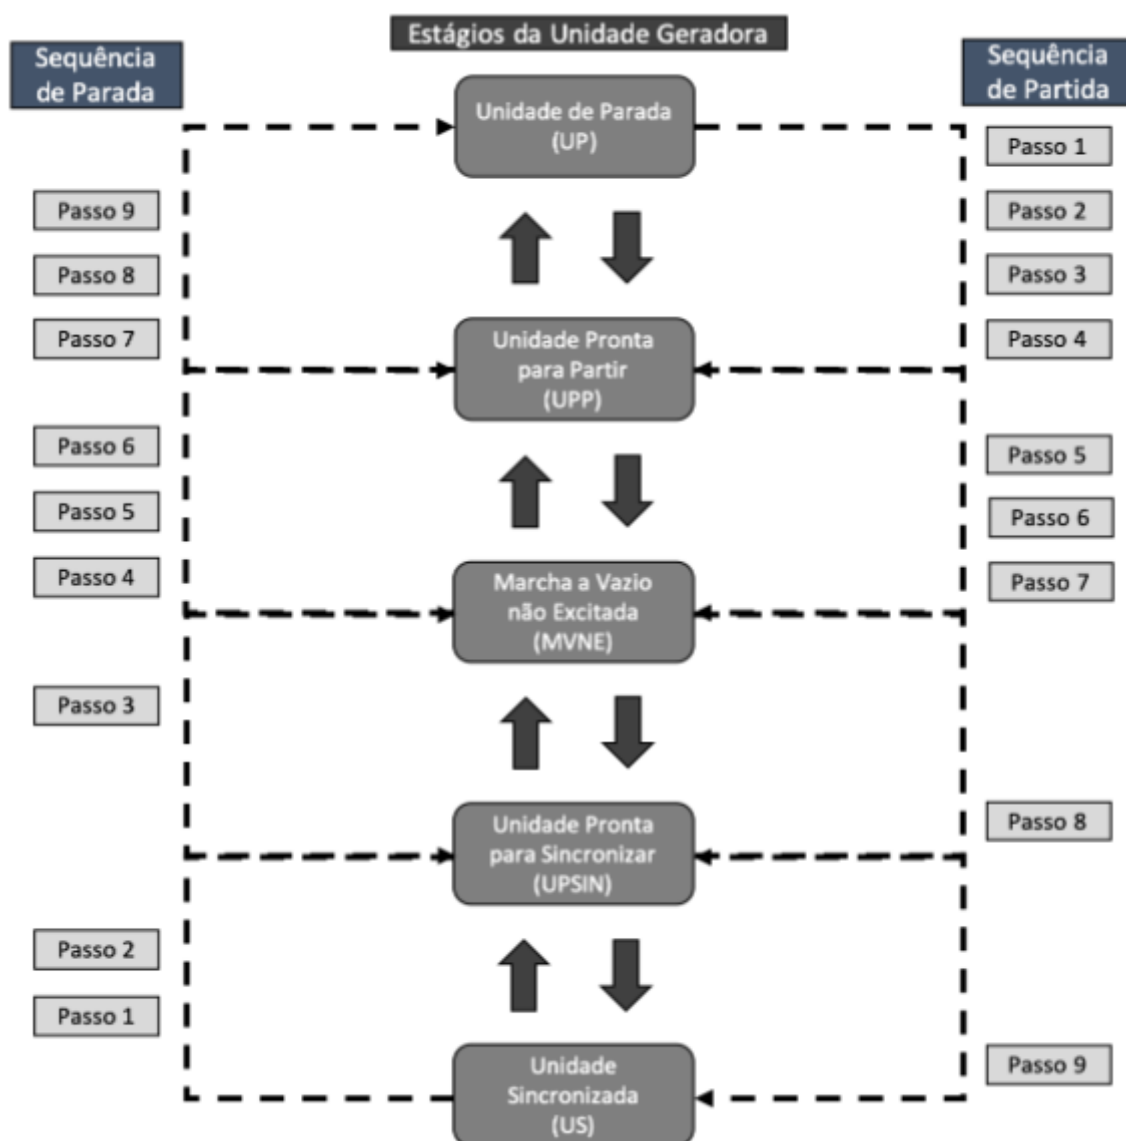 Estágios da Unidade Geradora
Sequência
de Parada
Sequência
de Partida
Unidade de Parada
(UP)
Passo 1
Passo 9
Passo 2
Passo 8
Passo 3
Passo 7
Unidade Pronta
para Partir
(UPP)
Passo 4
Passo 6
Passo 5
Passo 5
Passo 6
Passo 4
Marcha a Vazio
não Excitada
(MVNE)
Passo 7
Passo 3
Unidade Pronta
para Sincronizar
(UPSIN)
Passo 8
Passo 2
Passo 1
Unidade
Sincronizada
(US)
Passo 9